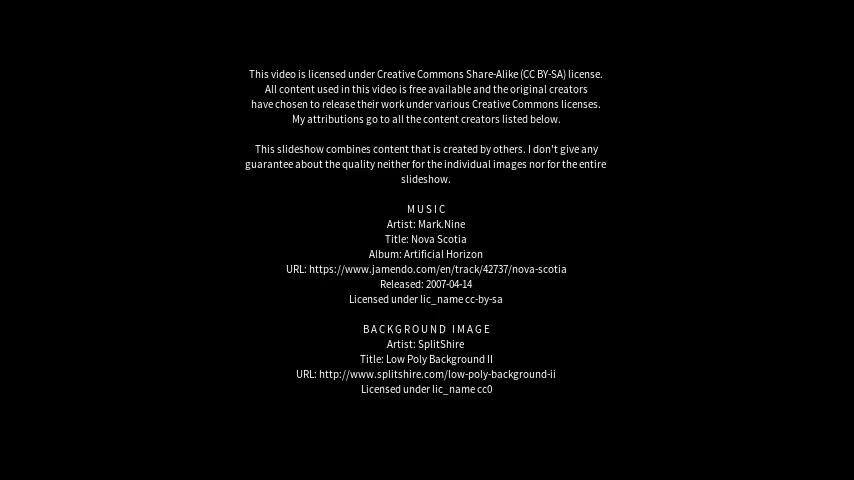 This video is licensed under Creative Commons Share-Alike (CC BY-SA) license.
All content used in this video is free available and the original creators
have chosen to release their work under various Creative Commons licenses.
My attributions go to all the content creators listed below.
This slideshow combines content that is created by others. I don't give any
guarantee about the quality neither for the individual images nor for the entire
slideshow.
MUSIC
Artist: Mark.Nine
Title: Nova Scotia
Album: Artificial Horizon
URL: https://www.jamendo.com/en/track/42737/nova-scotia
Released: 2007-04-14
Licensed under lic_name cc-by-sa
BACKGROUND IMAGE
Artist: SplitShire
Title: Low Poly Background II
URL: http://www.splitshire.com/low-poly-background-ii
Licensed under lic_name cc0